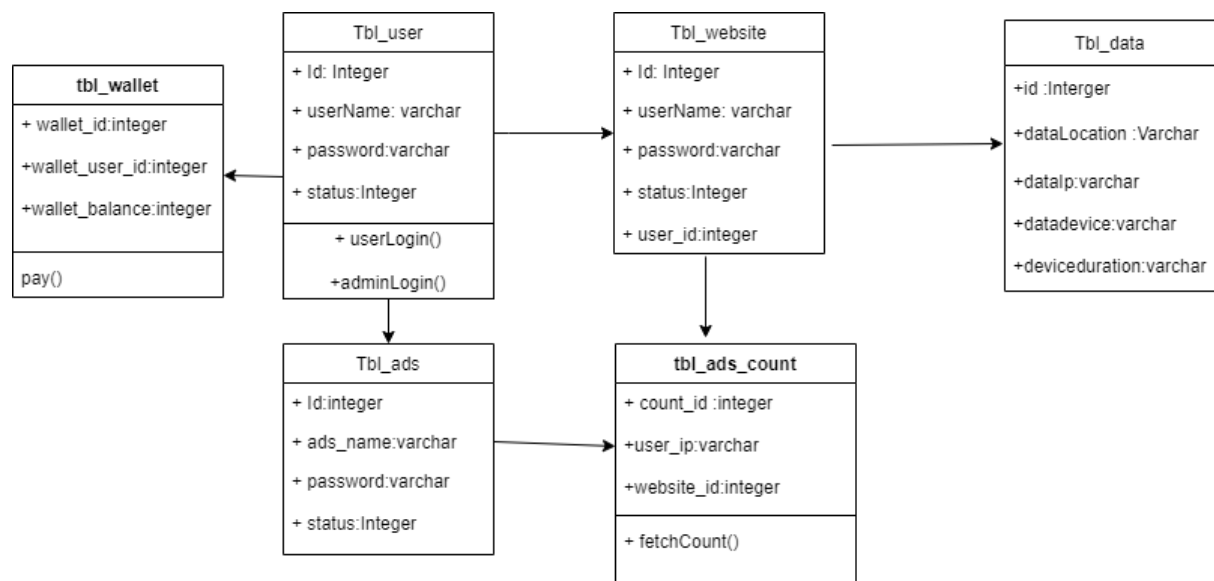 Tbl_user
+ Id: Integer
+ userName: varchar
+ password:varchar
+ status:Integer
+ userLogin()
+adminLogin()
Tbl_website
+ Id: Integer
+ userName: varchar
+ password:varchar
+ status:Integer
+ user_id:integer
Tbl_data
+id :Interger
+dataLocation :Varchar
+dataIp:varchar
+datadevice:varchar
+deviceduration:varchar
tbl_wallet
+ wallet_id:integer
+wallet_user_id:integer
+wallet_balance:integer
pay()
Tbl_ads
+ Id:integer
+ ads_name:varchar
+ password:varchar
+ status:Integer
tbl_ads_count
+ count_id :integer
+user_ip:varchar
+website_id:integer
+ fetchCount()